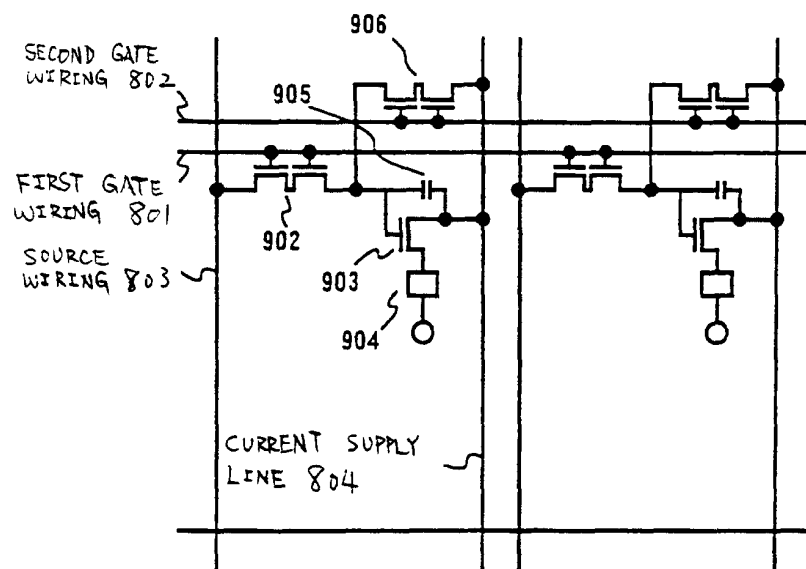 906
SECOND GATE
WIRING 802
905
FIRST GATE
WIRING 801
902
SOURCE
WIRING 803
903
904
CURRENT SUPPLY
LINE 804